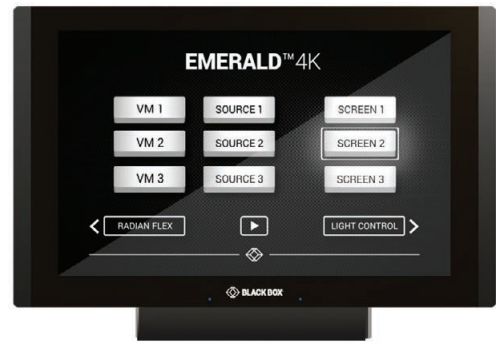 EMERALD™4K
VM 1 SOURCE 1 SCREEN 1
VM 2 SOURCE 2 SCREEN 2
VM 3 SOURCE 3 SCREEN 3
RADIAN FLEX LIGHT CONTROL
BLACK BOX